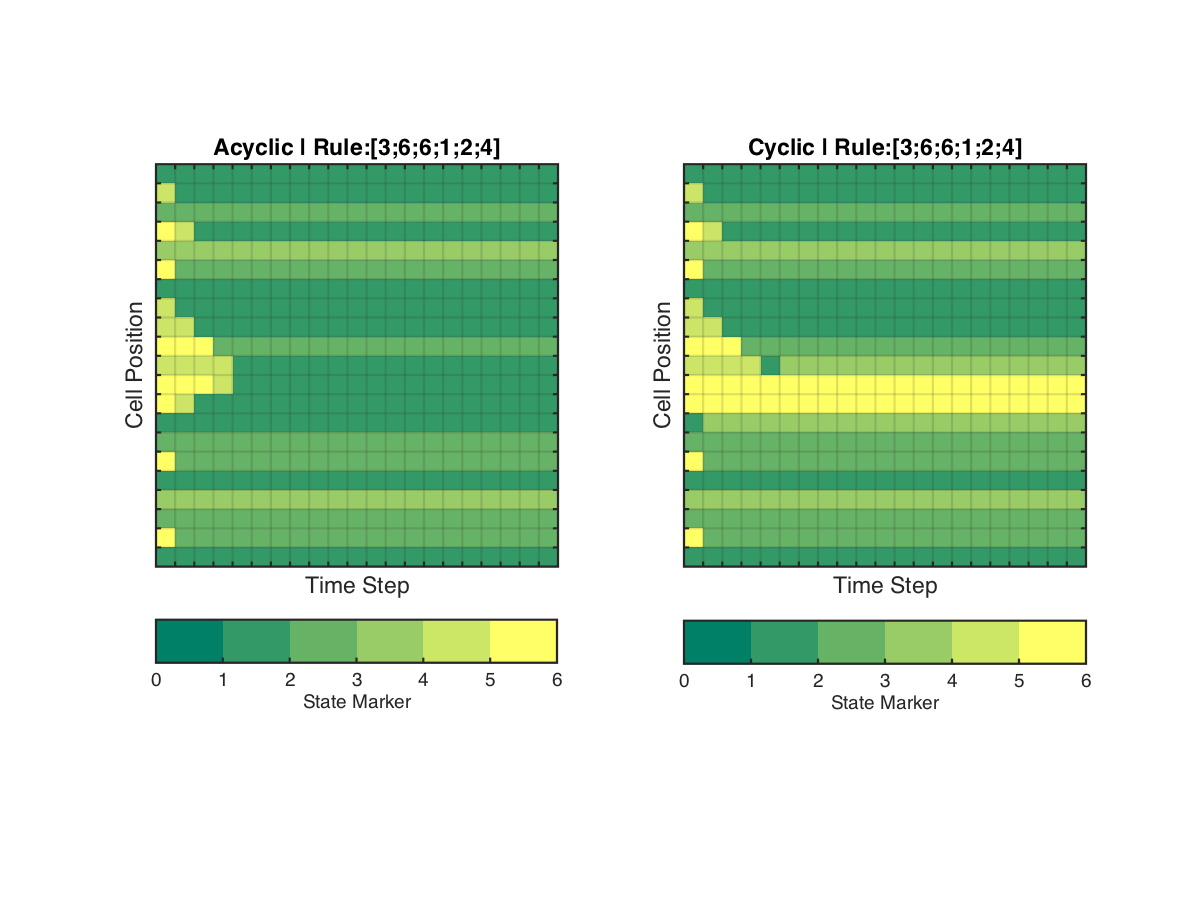 Acyclic | Rule:[3;6;6;1;2;4]
Cell Position
Time Step
0 1 2 3 4 5 6
State Marker
Cyclic | Rule:[3;6;6;1;2;4]
Cell Position
Time Step
0 1 2 3 4 5 6
State Marker